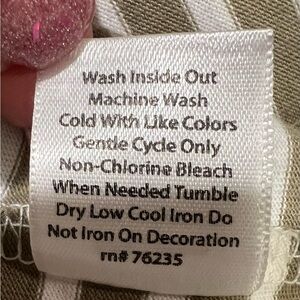 Wash Inside Out
Machine Wash
Cold With Like Colors
Gentle Cycle Only
Non-Chlorine Bleach
When Needed Tumble
Dry Low Cool Iron Do
Not Iron On Decoration
rn# 76235